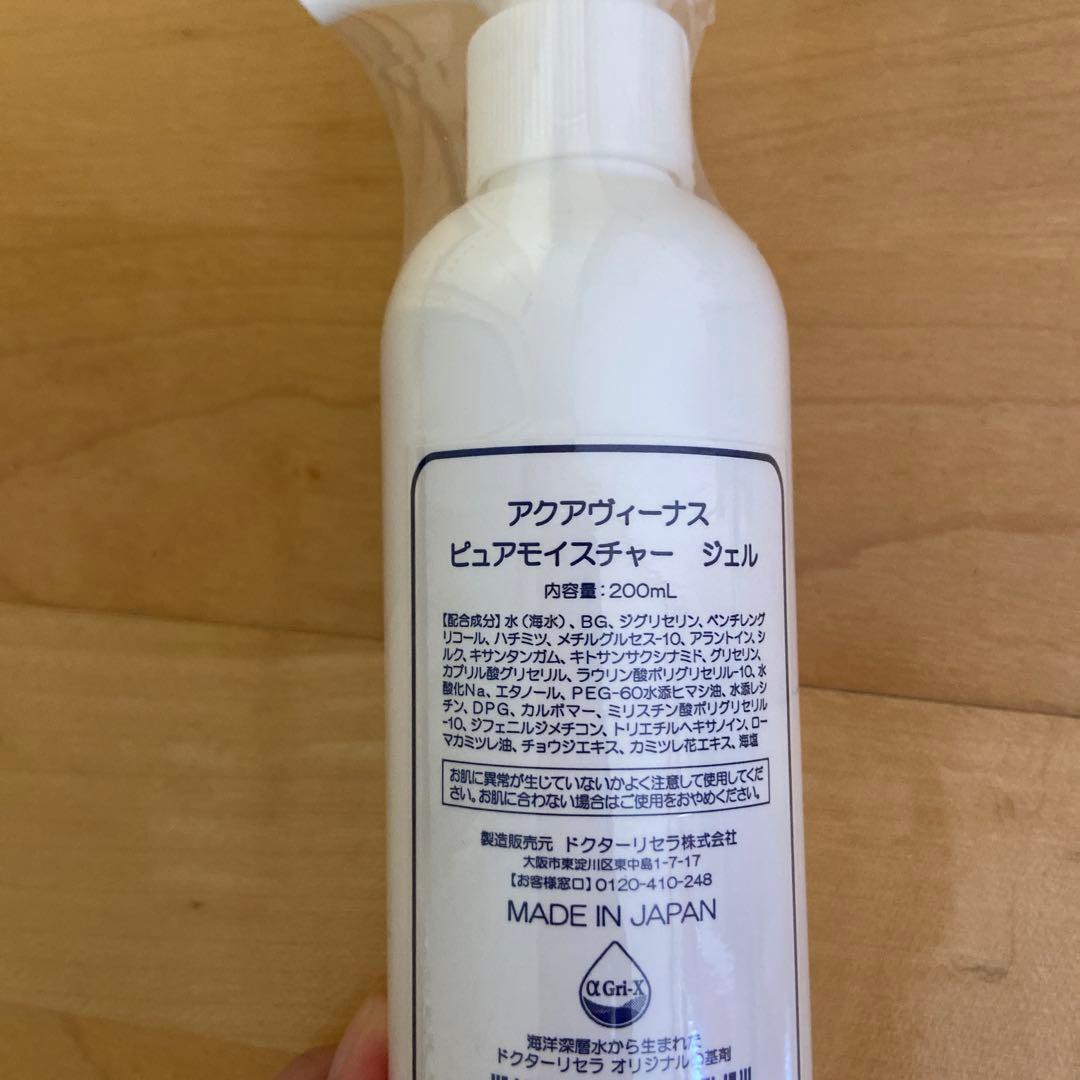 アクアヴィーナス
ピュアモイスチャー　ジェル
内容量：200mL
【配合成分】水（海水）、BG、ジグリセリン、ペンチレング
リコール、ハチミツ、メチルグルセス-10、アラントイン、シ
ルク、キサンタンガム、キトサンサクシナミド、グリセリン、
カプリル酸グリセリル、ラウリン酸ポリグリセリル-10、水
酸化Na、エタノール、PEG-60水添ヒマシ油、水添レシ
チン、DPG、カルボマー、ミリスチン酸ポリグリセリル
-10、ジフェニルジメチコン、トリエチルヘキサノイン、ロー
マカミツレ油、チョウジエキス、カミツレ花エキス、海塩
お肌に異常が生じていないかよく注意して使用してくだ
さい。お肌に合わない場合はご使用をおやめください。
製造販売元　ドクターリセラ株式会社
大阪市東淀川区東中島1-7-17
【お客様窓口】0120-410-248
MADE IN JAPAN
αGri-X
海洋深層水から生まれた
ドクターリセラ オリジナルの基剤